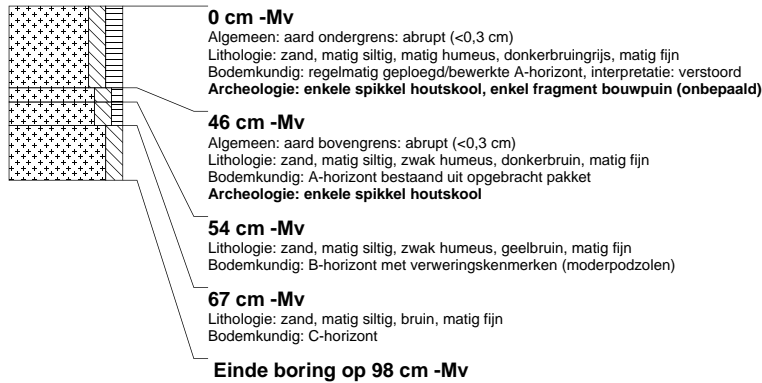 0 cm -Mv
Algemeen: aard ondergrens: abrupt (<0,3 cm)
Lithologie: zand, matig siltig, matig humeus, donkerbruingrijs, matig fijn
Bodemkundig: regelmatig geploegd/bewerkte A-horizont, interpretatie: verstoord
Archeologie: enkele spikkel houtskool, enkel fragment bouwpuin (onbepaald)
46 cm -Mv
Algemeen: aard bovengrens: abrupt (<0,3 cm)
Lithologie: zand, matig siltig, zwak humeus, donkerbruin, matig fijn
Bodemkundig: A-horizont bestaand uit opgebracht pakket
Archeologie: enkele spikkel houtskool
54 cm -Mv
Lithologie: zand, matig siltig, zwak humeus, geelbruin, matig fijn
Bodemkundig: B-horizont met verweringskenmerken (moderpodzolen)
67 cm -Mv
Lithologie: zand, matig siltig, bruin, matig fijn
Bodemkundig: C-horizont
Einde boring op 98 cm -Mv